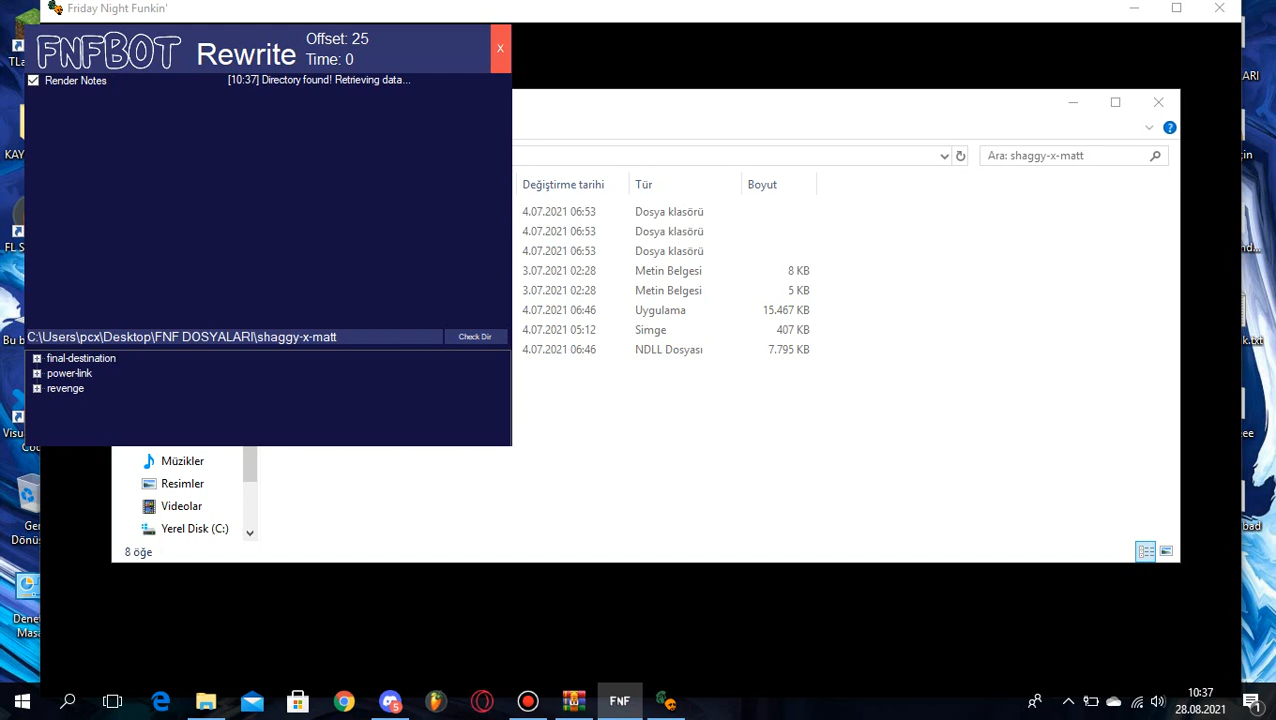 Friday Night Funkin'
FNFBOT Rewrite
Offset: 25
Time: 0
X
Render Notes
[10:37] Directory found! Retrieving data...
C:\Users\pcx\Desktop\FNF DOSYALARI\shaggy-x-matt
Check Dir
final-destination
power-link
revenge
Ara: shaggy-x-matt
Değiştirme tarihi Tür Boyut
4.07.2021 06:53 Dosya klasörü
4.07.2021 06:53 Dosya klasörü
4.07.2021 06:53 Dosya klasörü
3.07.2021 02:28 Metin Belgesi 8 KB
3.07.2021 02:28 Metin Belgesi 5 KB
4.07.2021 06:46 Uygulama 15.467 KB
4.07.2021 05:12 Simge 407 KB
4.07.2021 06:46 NDLL Dosyası 7.795 KB
Müzikler
Resimler
Videolar
Yerel Disk (C:)
8 öğe
FNF
10:37
28.08.2021